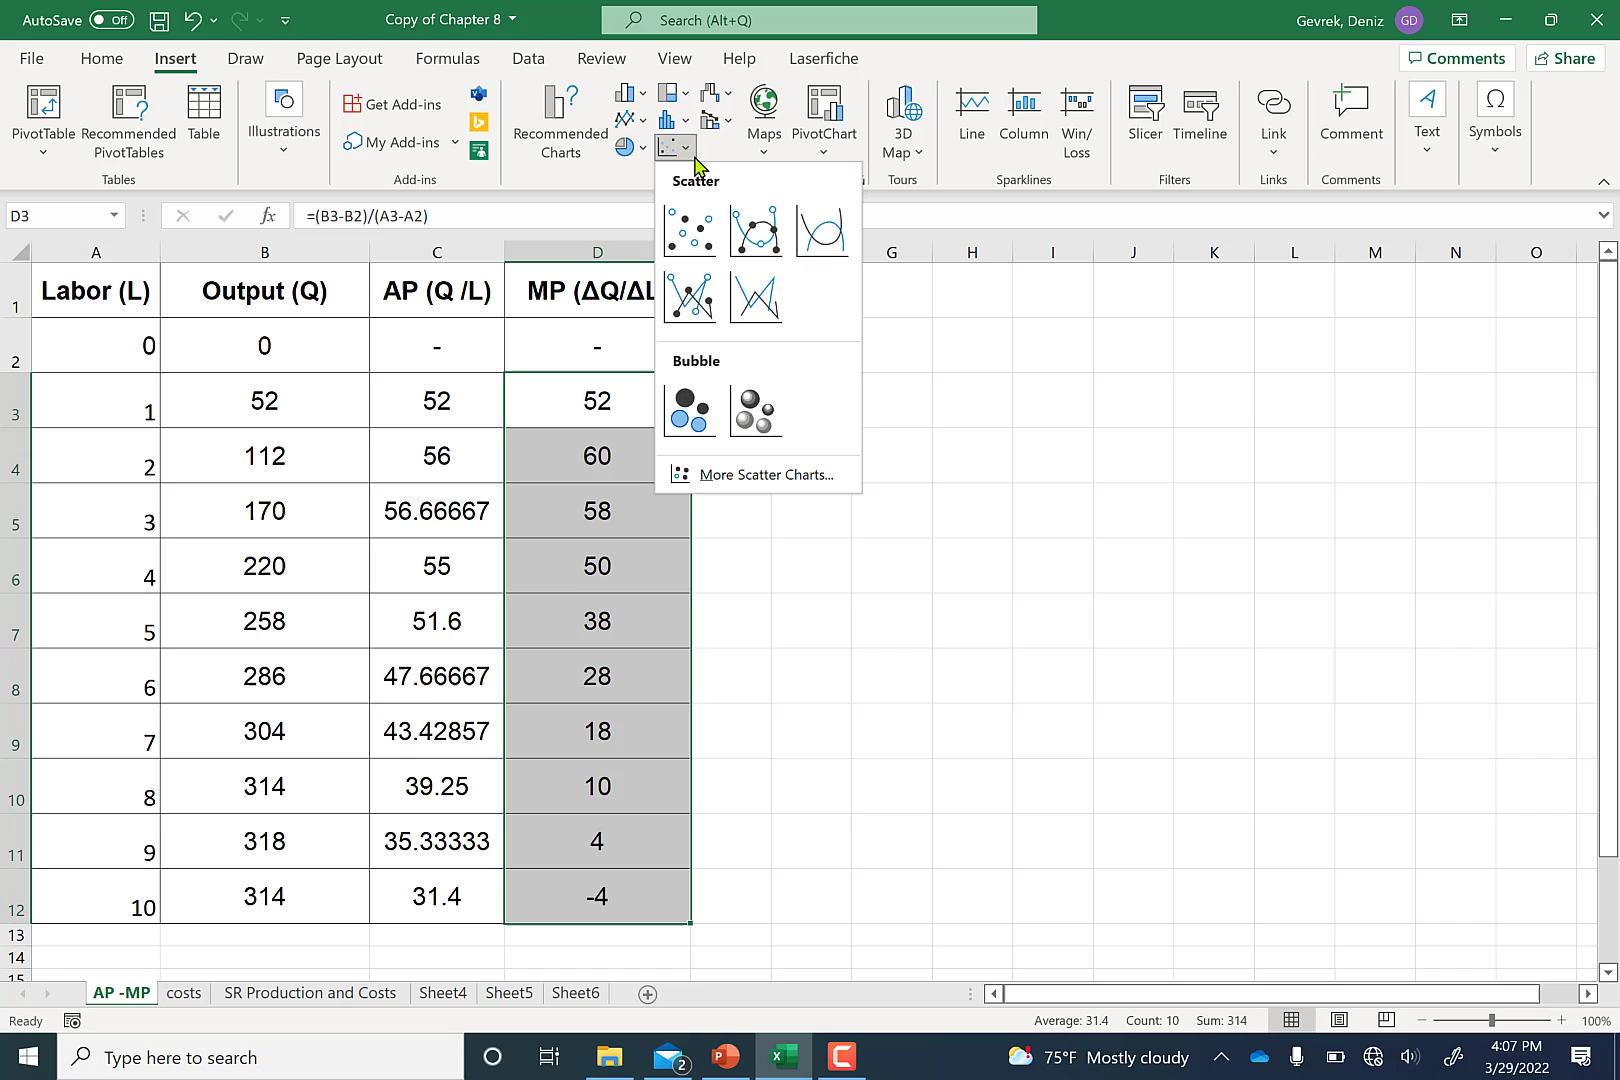 AutoSave Off
Copy of Chapter 8
Search (Alt+Q)
Gevrek, Deniz GD
File Home Insert Draw Page Layout Formulas Data Review View Help Laserfiche
Comments Share
PivotTable
Recommended PivotTables
Table
Tables
Illustrations
Get Add-ins
My Add-ins
Add-ins
Recommended Charts
Maps
PivotChart
3D Map
Tours
Line
Column
Win/ Loss
Sparklines
Slicer
Timeline
Filters
Link
Links
Comment
Comments
Text
Symbols
D3 fx =(B3-B2)/(A3-A2)
Scatter
Bubble
More Scatter Charts...
A B C D G H I J K L M N O
1 Labor (L) Output (Q) AP (Q /L) MP (ΔQ/ΔL
2 0 0 - -
3 1 52 52 52
4 2 112 56 60
5 3 170 56.66667 58
6 4 220 55 50
7 5 258 51.6 38
8 6 286 47.66667 28
9 7 304 43.42857 18
10 8 314 39.25 10
11 9 318 35.33333 4
12 10 314 31.4 -4
13
14
15
AP -MP costs SR Production and Costs Sheet4 Sheet5 Sheet6
Ready Average: 31.4 Count: 10 Sum: 314 100%
Type here to search
2
75°F Mostly cloudy
4:07 PM
3/29/2022